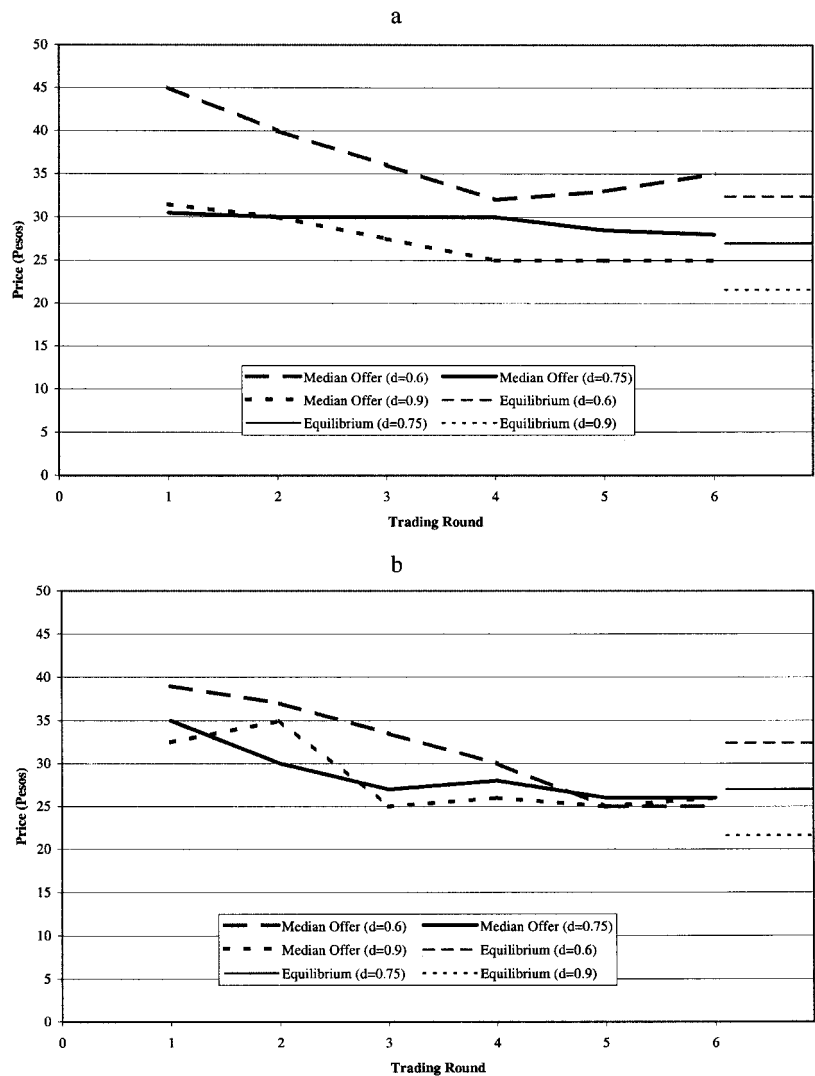 a
50
45
40
35
30
25
20
15
10
5
0
Price (Pesos)
Median Offer (d=0.6) Median Offer (d=0.75)
Median Offer (d=0.9) Equilibrium (d=0.6)
Equilibrium (d=0.75) Equilibrium (d=0.9)
0 1 2 3 4 5 6
Trading Round
b
50
45
40
35
30
25
20
15
10
5
0
Price (Pesos)
Median Offer (d=0.6) Median Offer (d=0.75)
Median Offer (d=0.9) Equilibrium (d=0.6)
Equilibrium (d=0.75) Equilibrium (d=0.9)
0 1 2 3 4 5 6
Trading Round